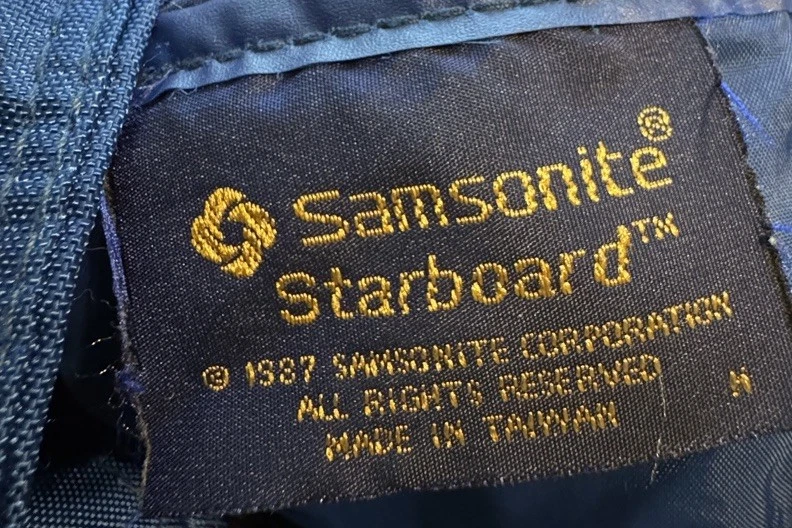 Samsonite®
Starboard™
© 1987 SAMSONITE CORPORATION
ALL RIGHTS RESERVED
N
MADE IN TAIWAN